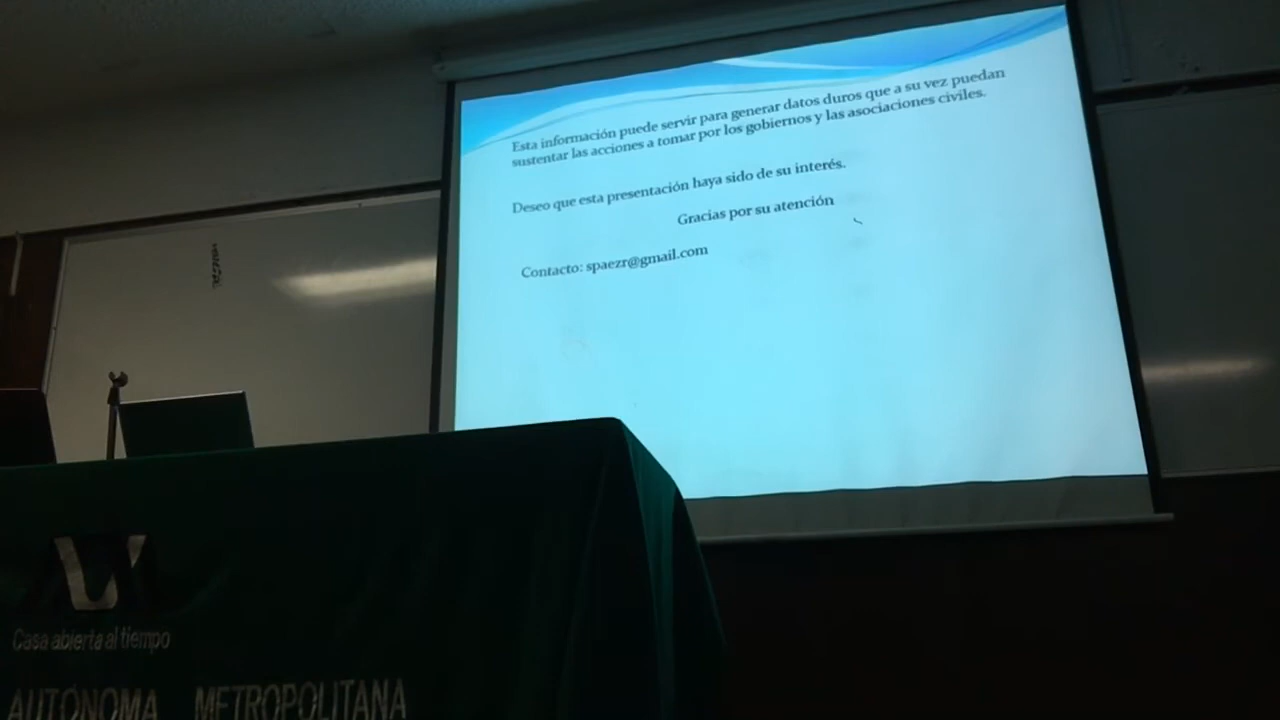 Esta información puede servir para generar datos duros que a su vez puedan
sustentar las acciones a tomar por los gobiernos y las asociaciones civiles.
Deseo que esta presentación haya sido de su interés.
Gracias por su atención
Contacto: spaezr@gmail.com
Casa abierta al tiempo
AUTÓNOMA METROPOLITANA